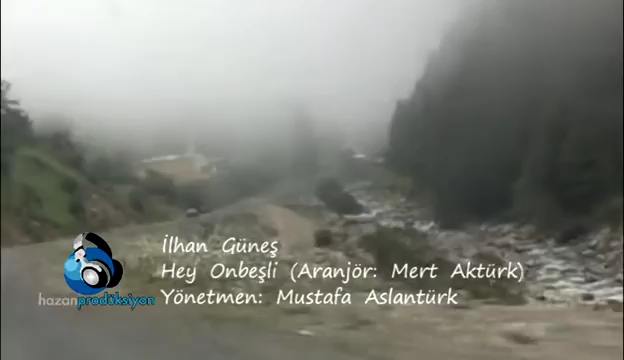 İlhan Güneş
Hey Onbeşli (Aranjör: Mert Aktürk)
Yönetmen: Mustafa Aslantürk
hazanprodüksiyon